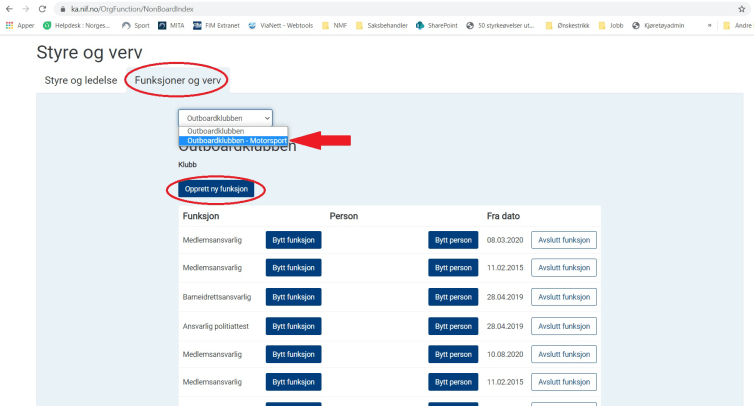 ka.nif.no/OrgFunction/NonBoardIndex
Apper Helpdesk : Norges... Sport MITA FIM Extranet ViaNett - Webtools NMF Saksbehandler SharePoint 50 styrkeøvelser ut... Ønskestrikk Jobb Kjøretøyadmin » Andre
Styre og verv
Styre og ledelse Funksjoner og verv
Outboardklubben
Outboardklubben
Outboardklubben - Motorsport
Outboardklubben
Klubb
Opprett ny funksjon
Funksjon Person Fra dato
Medlemsansvarlig Bytt funksjon Bytt person 08.03.2020 Avslutt funksjon
Medlemsansvarlig Bytt funksjon Bytt person 11.02.2015 Avslutt funksjon
Barneidrettsansvarlig Bytt funksjon Bytt person 28.04.2019 Avslutt funksjon
Ansvarlig politiattest Bytt funksjon Bytt person 28.04.2019 Avslutt funksjon
Medlemsansvarlig Bytt funksjon Bytt person 10.08.2020 Avslutt funksjon
Medlemsansvarlig Bytt funksjon Bytt person 11.02.2015 Avslutt funksjon